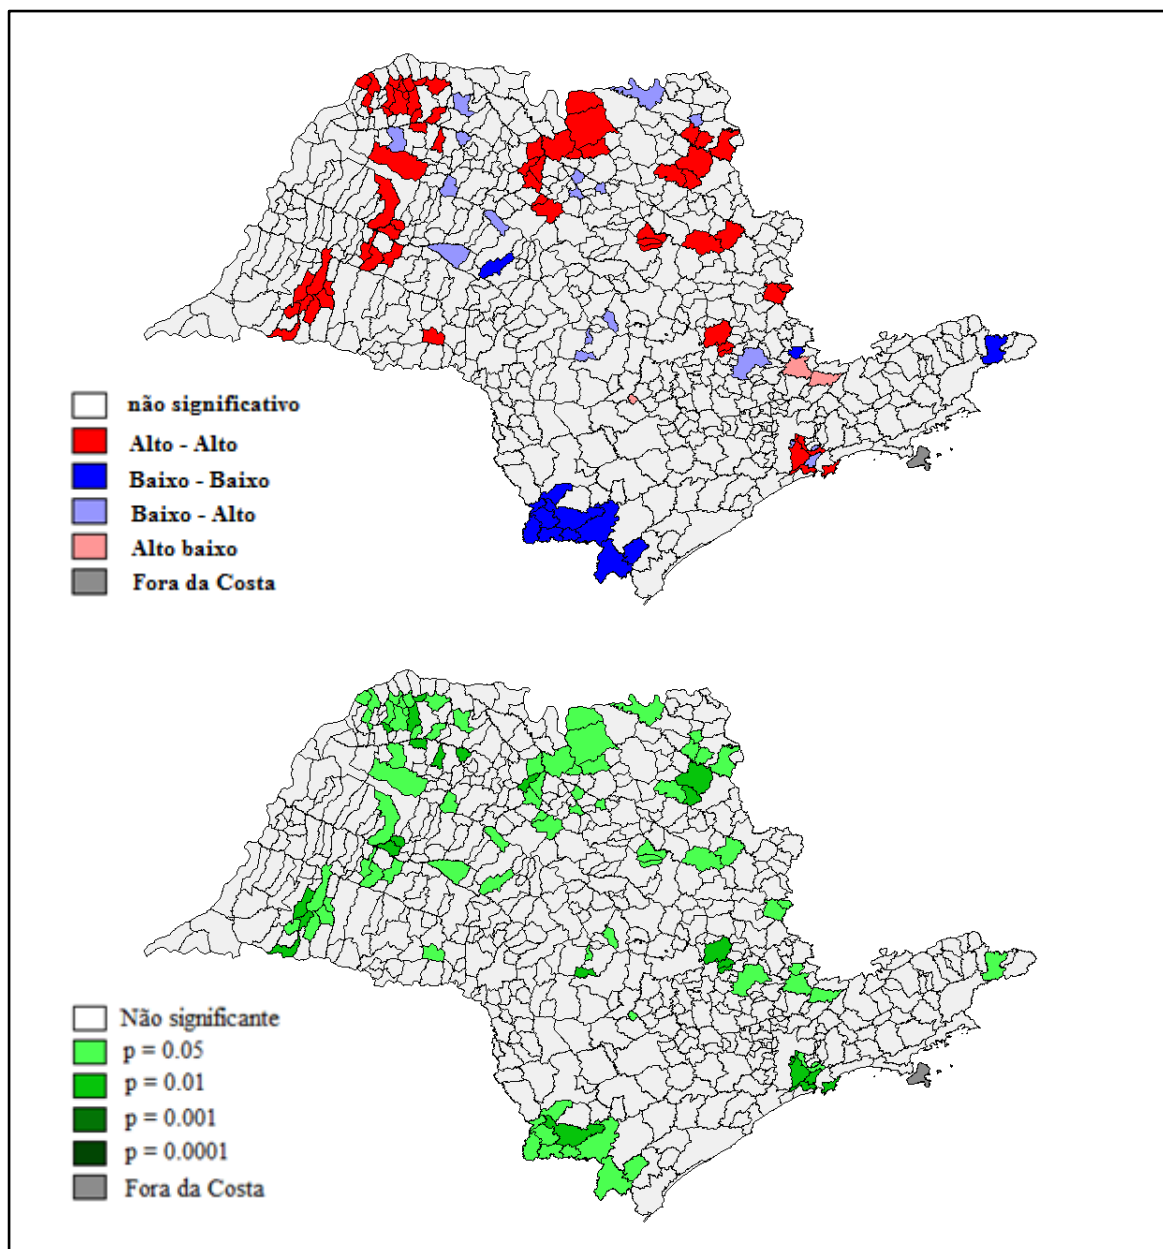 não significativo
Alto - Alto
Baixo - Baixo
Baixo - Alto
Alto baixo
Fora da Costa
Não significante
p = 0.05
p = 0.01
p = 0.001
p = 0.0001
Fora da Costa